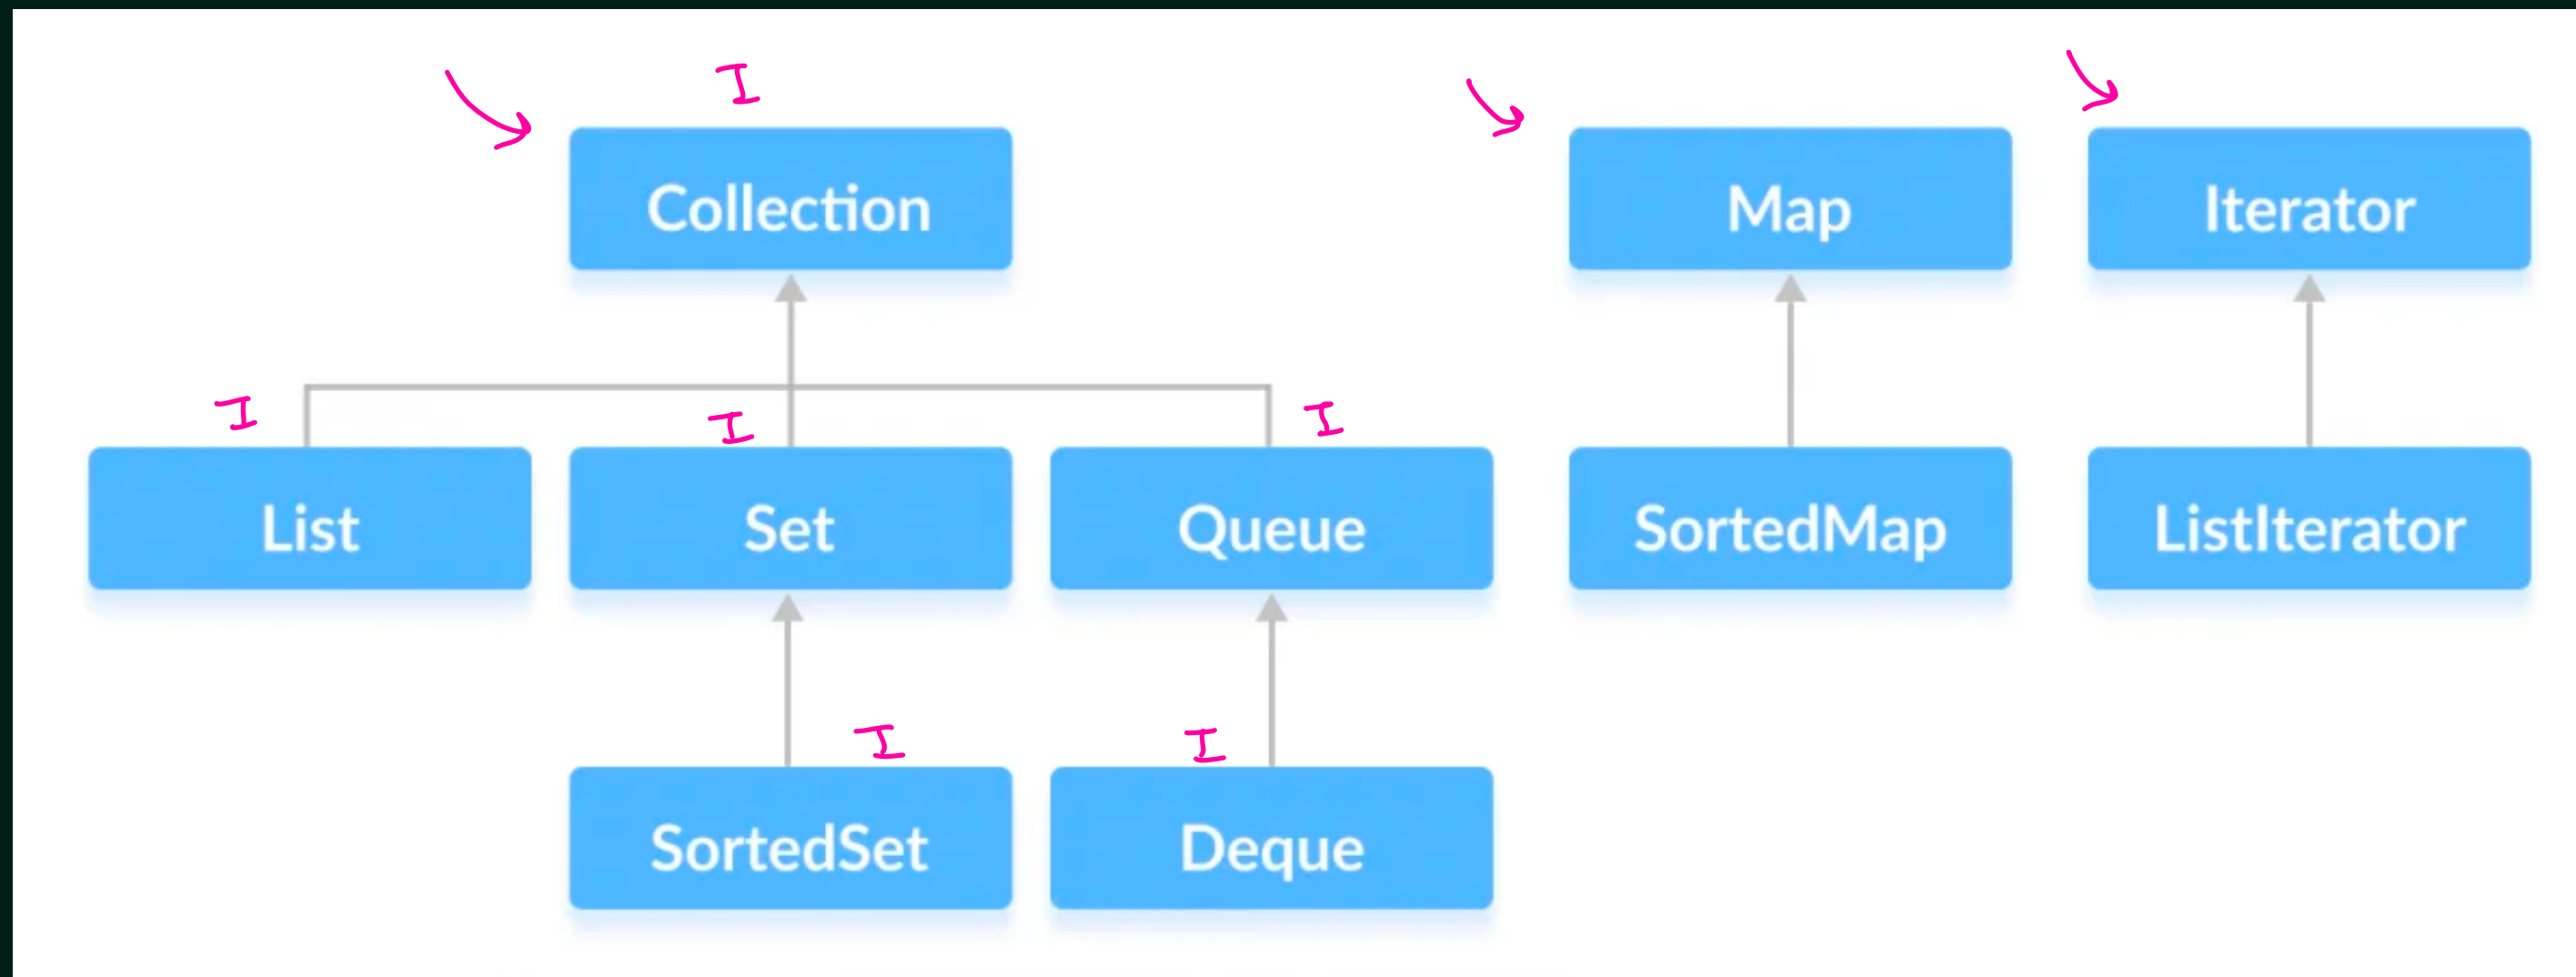 I
Collection
Map
Iterator
I
I
I
List
Set
Queue
SortedMap
ListIterator
I
I
SortedSet
Deque